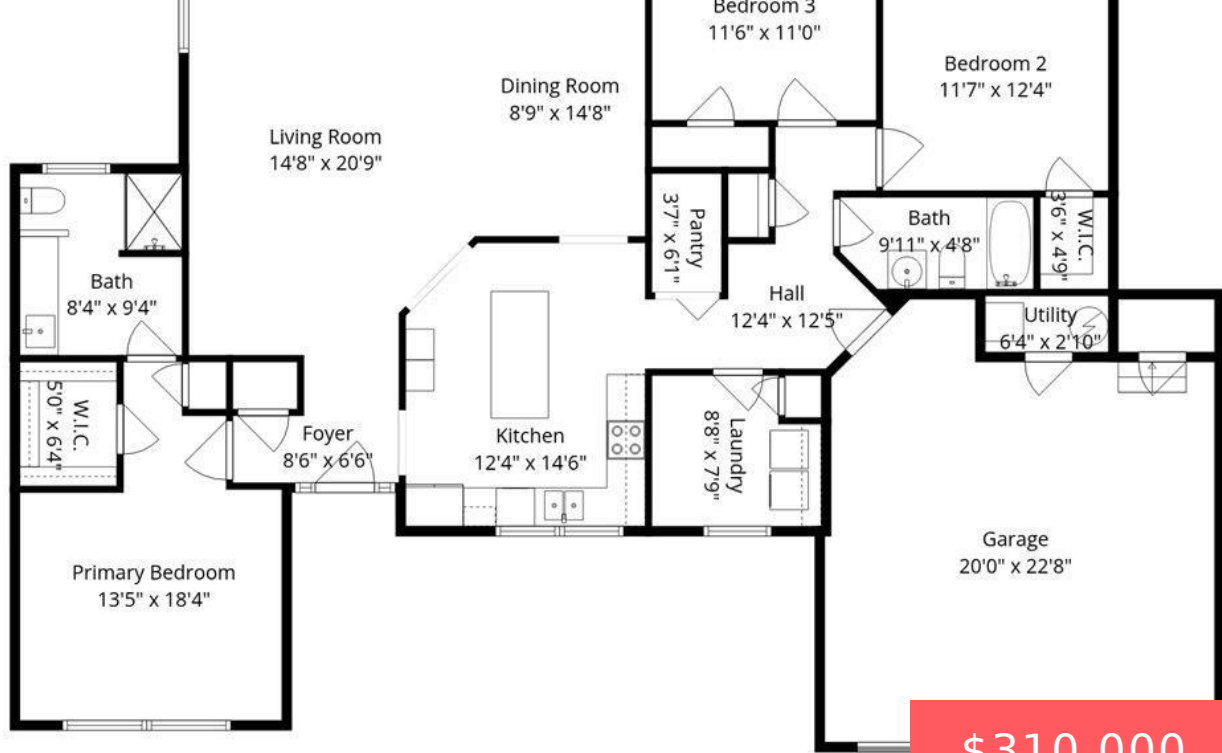 Bedroom 3
11'6" x 11'0"
Bedroom 2
11'7" x 12'4"
Dining Room
8'9" x 14'8"
Living Room
14'8" x 20'9"
Pantry
3'7" x 6'1"
Bath
9'11" x 4'8"
W.I.C.
3'6" x 4'9"
Bath
8'4" x 9'4"
Hall
12'4" x 12'5"
Utility
6'4" x 2'10"
W.I.C.
5'0" x 6'4"
Foyer
8'6" x 6'6"
Kitchen
12'4" x 14'6"
Laundry
8'8" x 7'9"
Garage
20'0" x 22'8"
Primary Bedroom
13'5" x 18'4"
$310,000